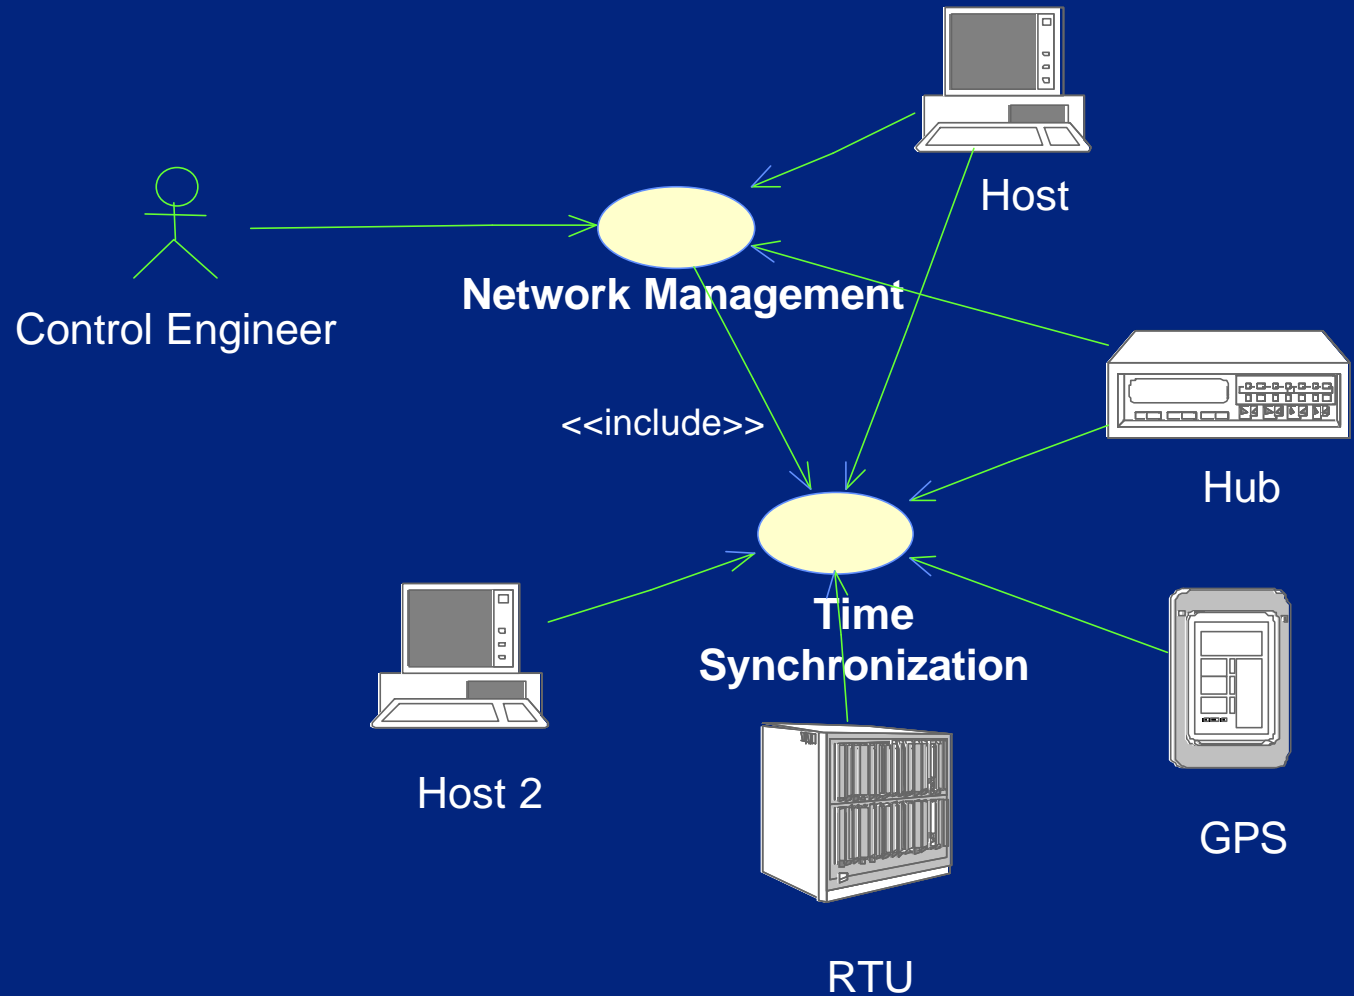 Host
Network Management
Control Engineer
<<include>>
Hub
Time
Synchronization
Host 2
GPS
RTU